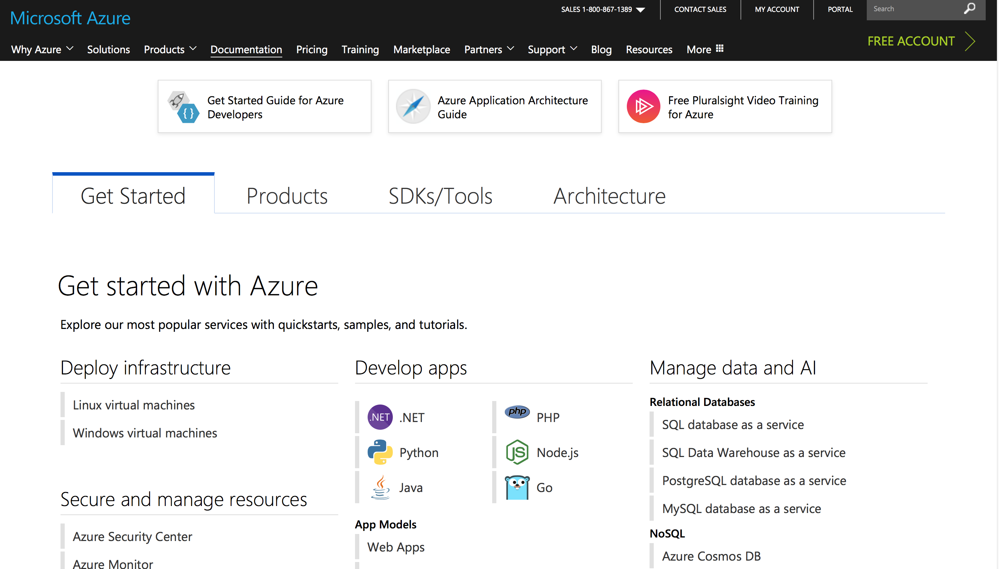 Microsoft Azure
SALES 1-800-867-1389
CONTACT SALES
MY ACCOUNT
PORTAL
Search
Why Azure
Solutions
Products
Documentation
Pricing
Training
Marketplace
Partners
Support
Blog
Resources
More
FREE ACCOUNT
Get Started Guide for Azure
Developers
Azure Application Architecture
Guide
Free Pluralsight Video Training
for Azure
Get Started
Products
SDKs/Tools
Architecture
Get started with Azure
Explore our most popular services with quickstarts, samples, and tutorials.
Deploy infrastructure
Linux virtual machines
Windows virtual machines
Secure and manage resources
Azure Security Center
Azure Monitor
Develop apps
.NET
.NET
php
PHP
Python
JS
Node.js
Java
Go
App Models
Web Apps
Manage data and AI
Relational Databases
SQL database as a service
SQL Data Warehouse as a service
PostgreSQL database as a service
MySQL database as a service
NoSQL
Azure Cosmos DB